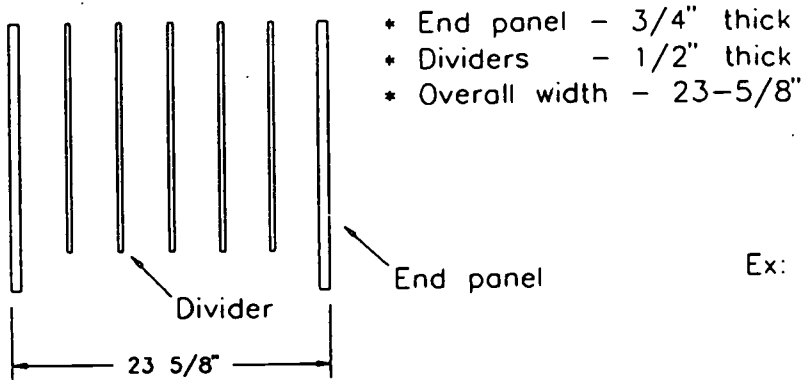 * End panel - 3/4" thick
* Dividers - 1/2" thick
* Overall width - 23-5/8"
End panel
Ex:
Divider
23 5/8"